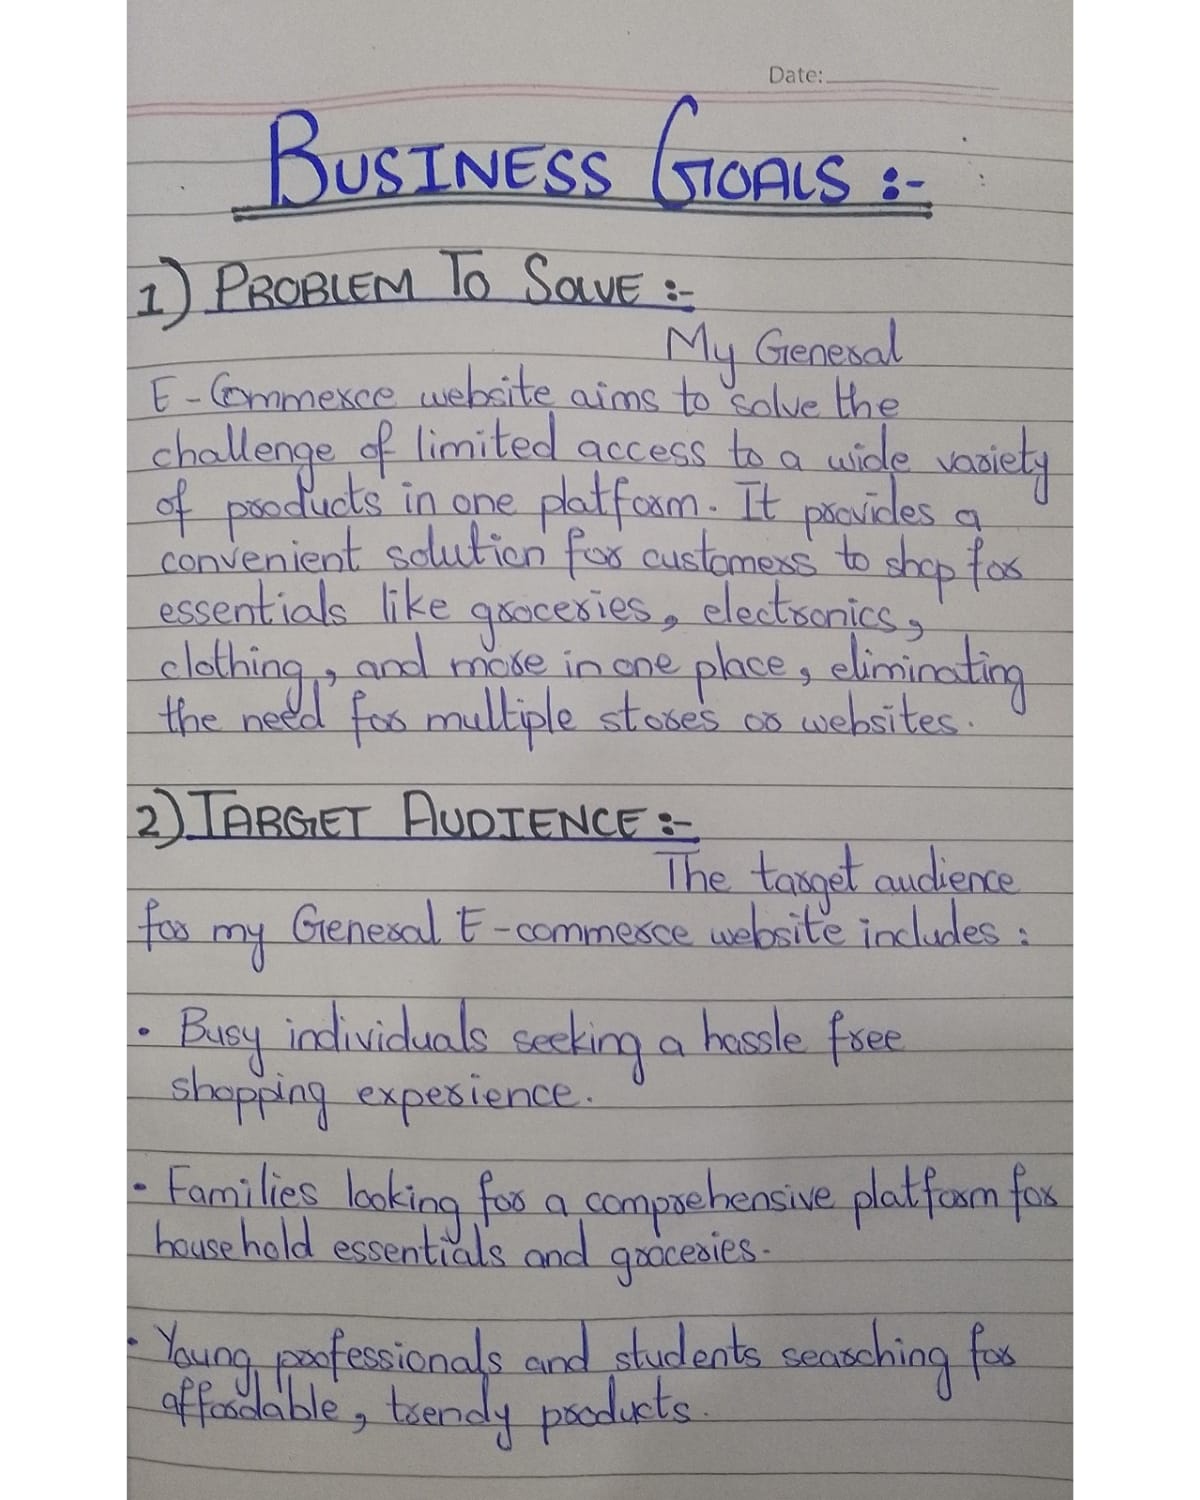 Date:
BUSINESS GOALS :-
1) PROBLEM TO SOLVE :-
My General
E-Commerce website aims to solve the
challenge of limited access to a wide variety
of products in one platform. It provides a
convenient solution for customers to shop for
essentials like groceries, electronics,
clothing, and more in one place, eliminating
the need for multiple stores or websites.
2) TARGET AUDIENCE :-
The target audience
for my General E-commerce website includes :
• Busy individuals seeking a hassle free
shopping experience.
• Families looking for a comprehensive platform for
household essentials and groceries.
• Young professionals and students searching for
affordable, trendy products.